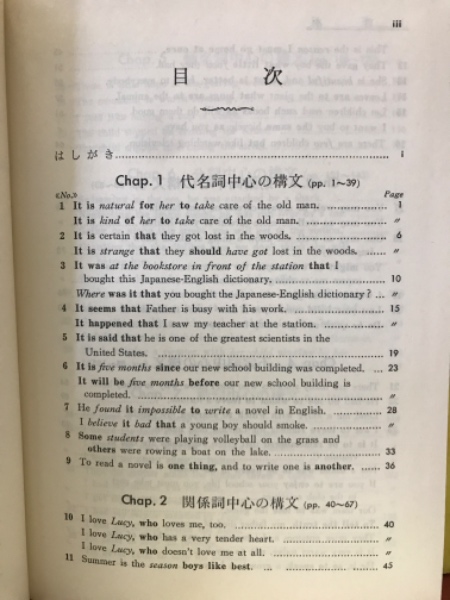 iii
目 次
はしがき……………………………………………………… i
Chap. 1 代名詞中心の構文 (pp. 1〜39)
«No.» Page
1 It is natural for her to take care of the old man. ……………… 1
It is kind of her to take care of the old man. ……………… 〃
2 It is certain that they got lost in the woods. ……………… 6
It is strange that they should have got lost in the woods. …… 〃
3 It was at the bookstore in front of the station that I
bought this Japanese-English dictionary. ……………… 10
Where was it that you bought the Japanese-English dictionary? … 〃
4 It seems that Father is busy with his work. ……………… 15
It happened that I saw my teacher at the station. ……………… 〃
5 It is said that he is one of the greatest scientists in the
United States. ……………… 19
6 It is five months since our new school building was completed. … 23
It will be five months before our new school building is
completed. ……………… 〃
7 He found it impossible to write a novel in English. ……………… 28
I believe it bad that a young boy should smoke. ……………… 〃
8 Some students were playing volleyball on the grass and
others were rowing a boat on the lake. ……………… 33
9 To read a novel is one thing, and to write one is another. …… 36
Chap. 2 関係詞中心の構文 (pp. 40〜67)
10 I love Lucy, who loves me, too. ……………… 40
I love Lucy, who has a very tender heart. ……………… 〃
I love Lucy, who doesn't love me at all. ……………… 〃
11 Summer is the season boys like best. ……………… 45